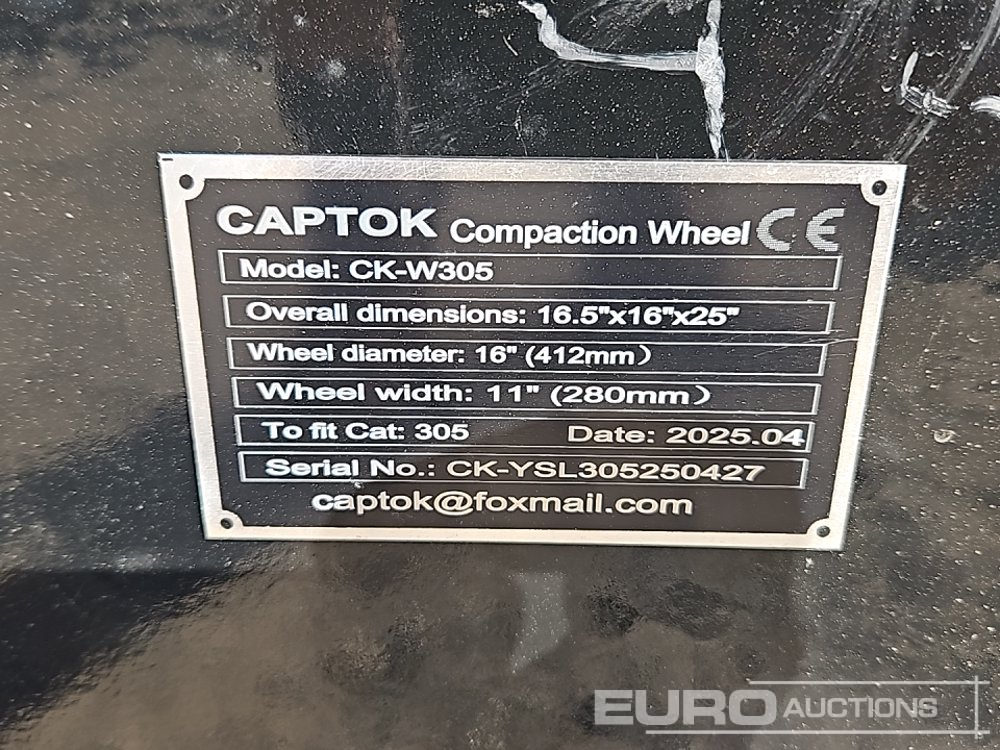 CAPTOK Compaction Wheel CE
Model: CK-W305
Overall dimensions: 16.5"x16"x25"
Wheel diameter: 16" (412mm)
Wheel width: 11" (280mm)
To fit Cat: 305 Date: 2025.04
Serial No.: CK-YSL305250427
captok@foxmail.com
EURO AUCTIONS